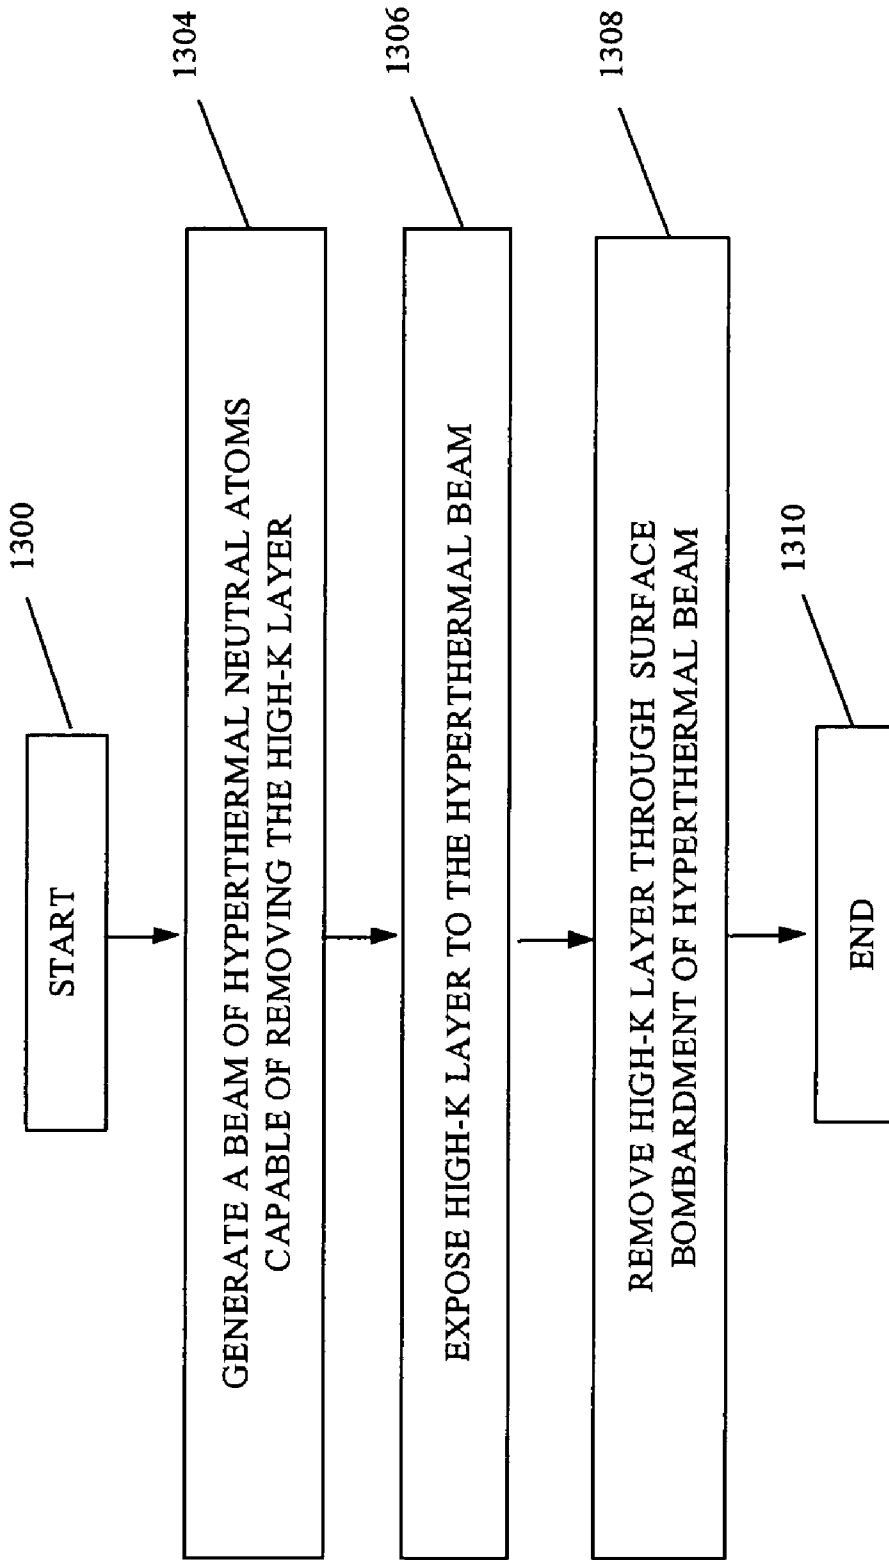 1300
START
1304
GENERATE A BEAM OF HYPERTHERMAL NEUTRAL ATOMS
CAPABLE OF REMOVING THE HIGH-K LAYER
1306
EXPOSE HIGH-K LAYER TO THE HYPERTHERMAL BEAM
1308
REMOVE HIGH-K LAYER THROUGH SURFACE
BOMBARDMENT OF HYPERTHERMAL BEAM
1310
END